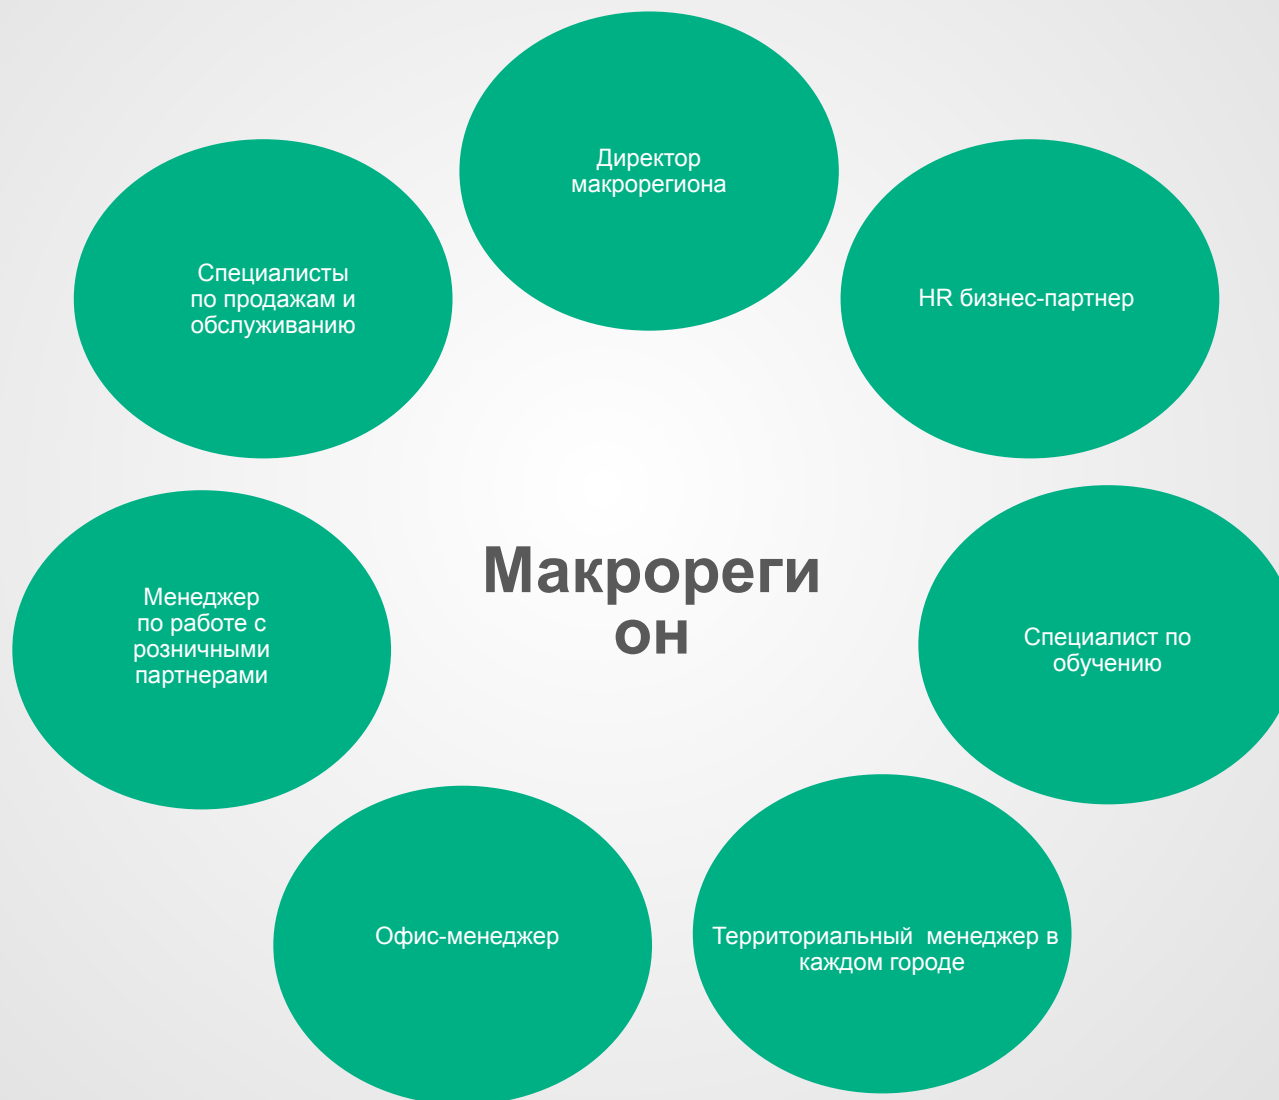 Директор
макрорегиона
HR бизнес-партнер
Специалист по
обучению
Территориальный  менеджер в
каждом городе
Офис-менеджер
Менеджер
по работе с
розничными
партнерами
Специалисты
по продажам и
обслуживанию
Макрореги
он